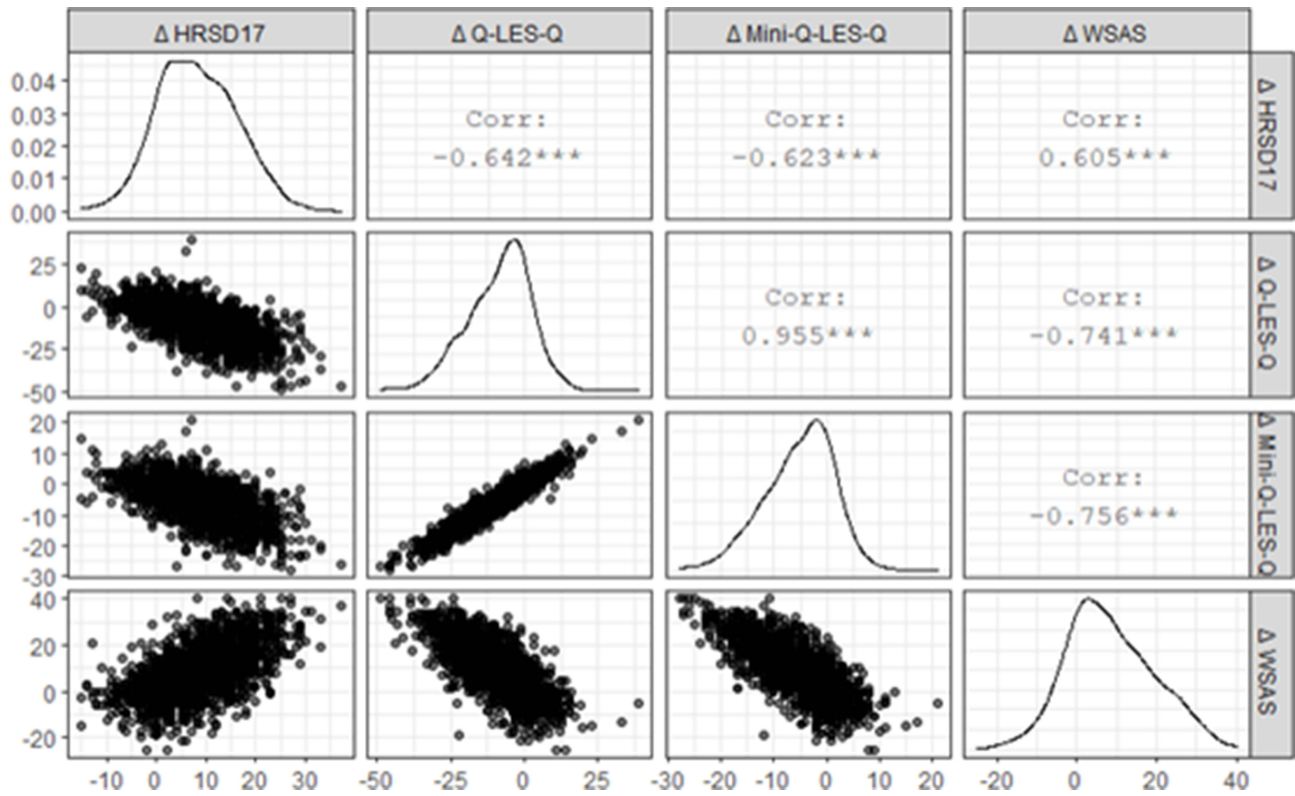 Δ HRSD17 Δ Q-LES-Q Δ Mini-Q-LES-Q Δ WSAS
0.04
0.03
0.02
0.01
0.00
Corr:
-0.642***
Corr:
-0.623***
Corr:
0.605***
Δ HRSD17
25
0
-25
-50
Corr:
0.955***
Corr:
-0.741***
Δ Q-LES-Q
20
10
0
-10
-20
-30
Corr:
-0.756***
Δ Mini-Q-LES-Q
40
20
0
-20
Δ WSAS
-10 0 10 20 30 -50 -25 0 25 -30 -20 -10 0 10 20 -20 0 20 40